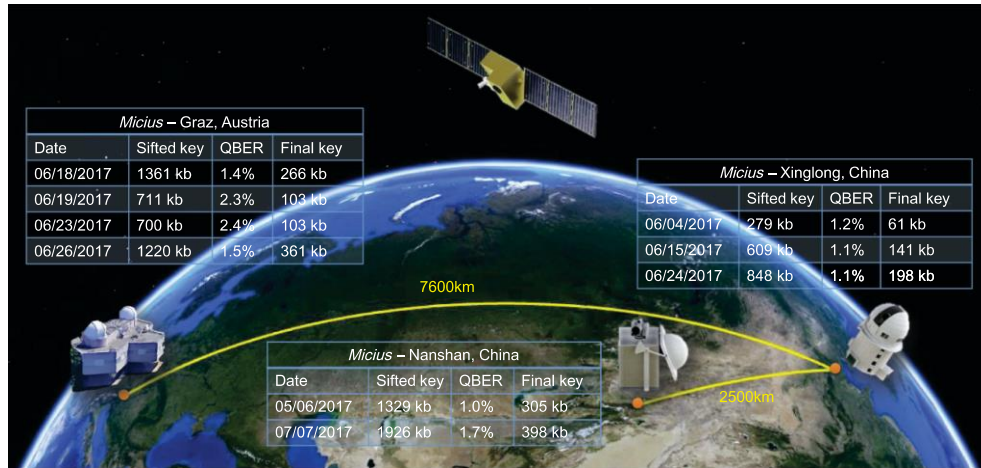 Micius – Graz, Austria
Date Sifted key QBER Final key
06/18/2017 1361 kb 1.4% 266 kb
06/19/2017 711 kb 2.3% 103 kb
06/23/2017 700 kb 2.4% 103 kb
06/26/2017 1220 kb 1.5% 361 kb
Micius – Xinglong, China
Date Sifted key QBER Final key
06/04/2017 279 kb 1.2% 61 kb
06/15/2017 609 kb 1.1% 141 kb
06/24/2017 848 kb 1.1% 198 kb
7600km
Micius – Nanshan, China
Date Sifted key QBER Final key
05/06/2017 1329 kb 1.0% 305 kb
07/07/2017 1926 kb 1.7% 398 kb
2500km